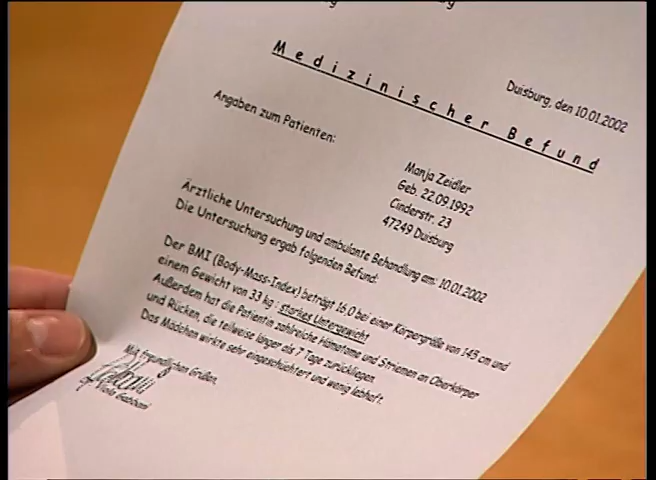 Duisburg, den 10.01.2002
Medizinischer Befund
Angaben zum Patienten:
Manja Zeidler
Geb. 22.09.1992
Cinderstr. 23
47249 Duisburg
Ärztliche Untersuchung und ambulante Behandlung am: 10.01.2002
Die Untersuchung ergab folgenden Befund:
Der BMI (Body-Mass-Index) beträgt 16.0 bei einer Körpergröße von 145 cm und
einem Gewicht von 33 kg : starkes Untergewicht
Außerdem hat die Patientin zahlreiche Hämatome und Striemen an Oberkörper
und Rücken, die teilweise länger als 7 Tage zurückliegen.
Das Mädchen wirkte sehr eingeschüchtert und wenig lebhaft.
Mit freundlichen Grüßen,